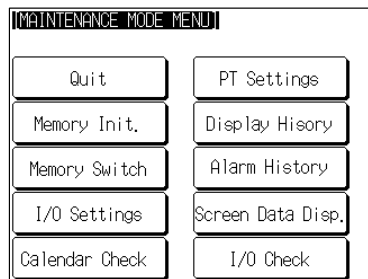 [MAINTENANCE MODE MENU]
Quit
PT Settings
Memory Init.
Display Hisory
Memory Switch
Alarm History
I/O Settings
Screen Data Disp.
Calendar Check
I/O Check